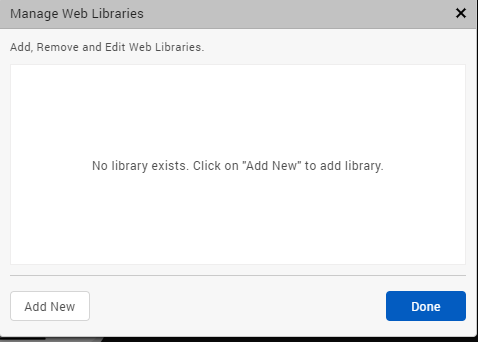 Manage Web Libraries
Add, Remove and Edit Web Libraries.
No library exists. Click on "Add New" to add library.
Add New
Done